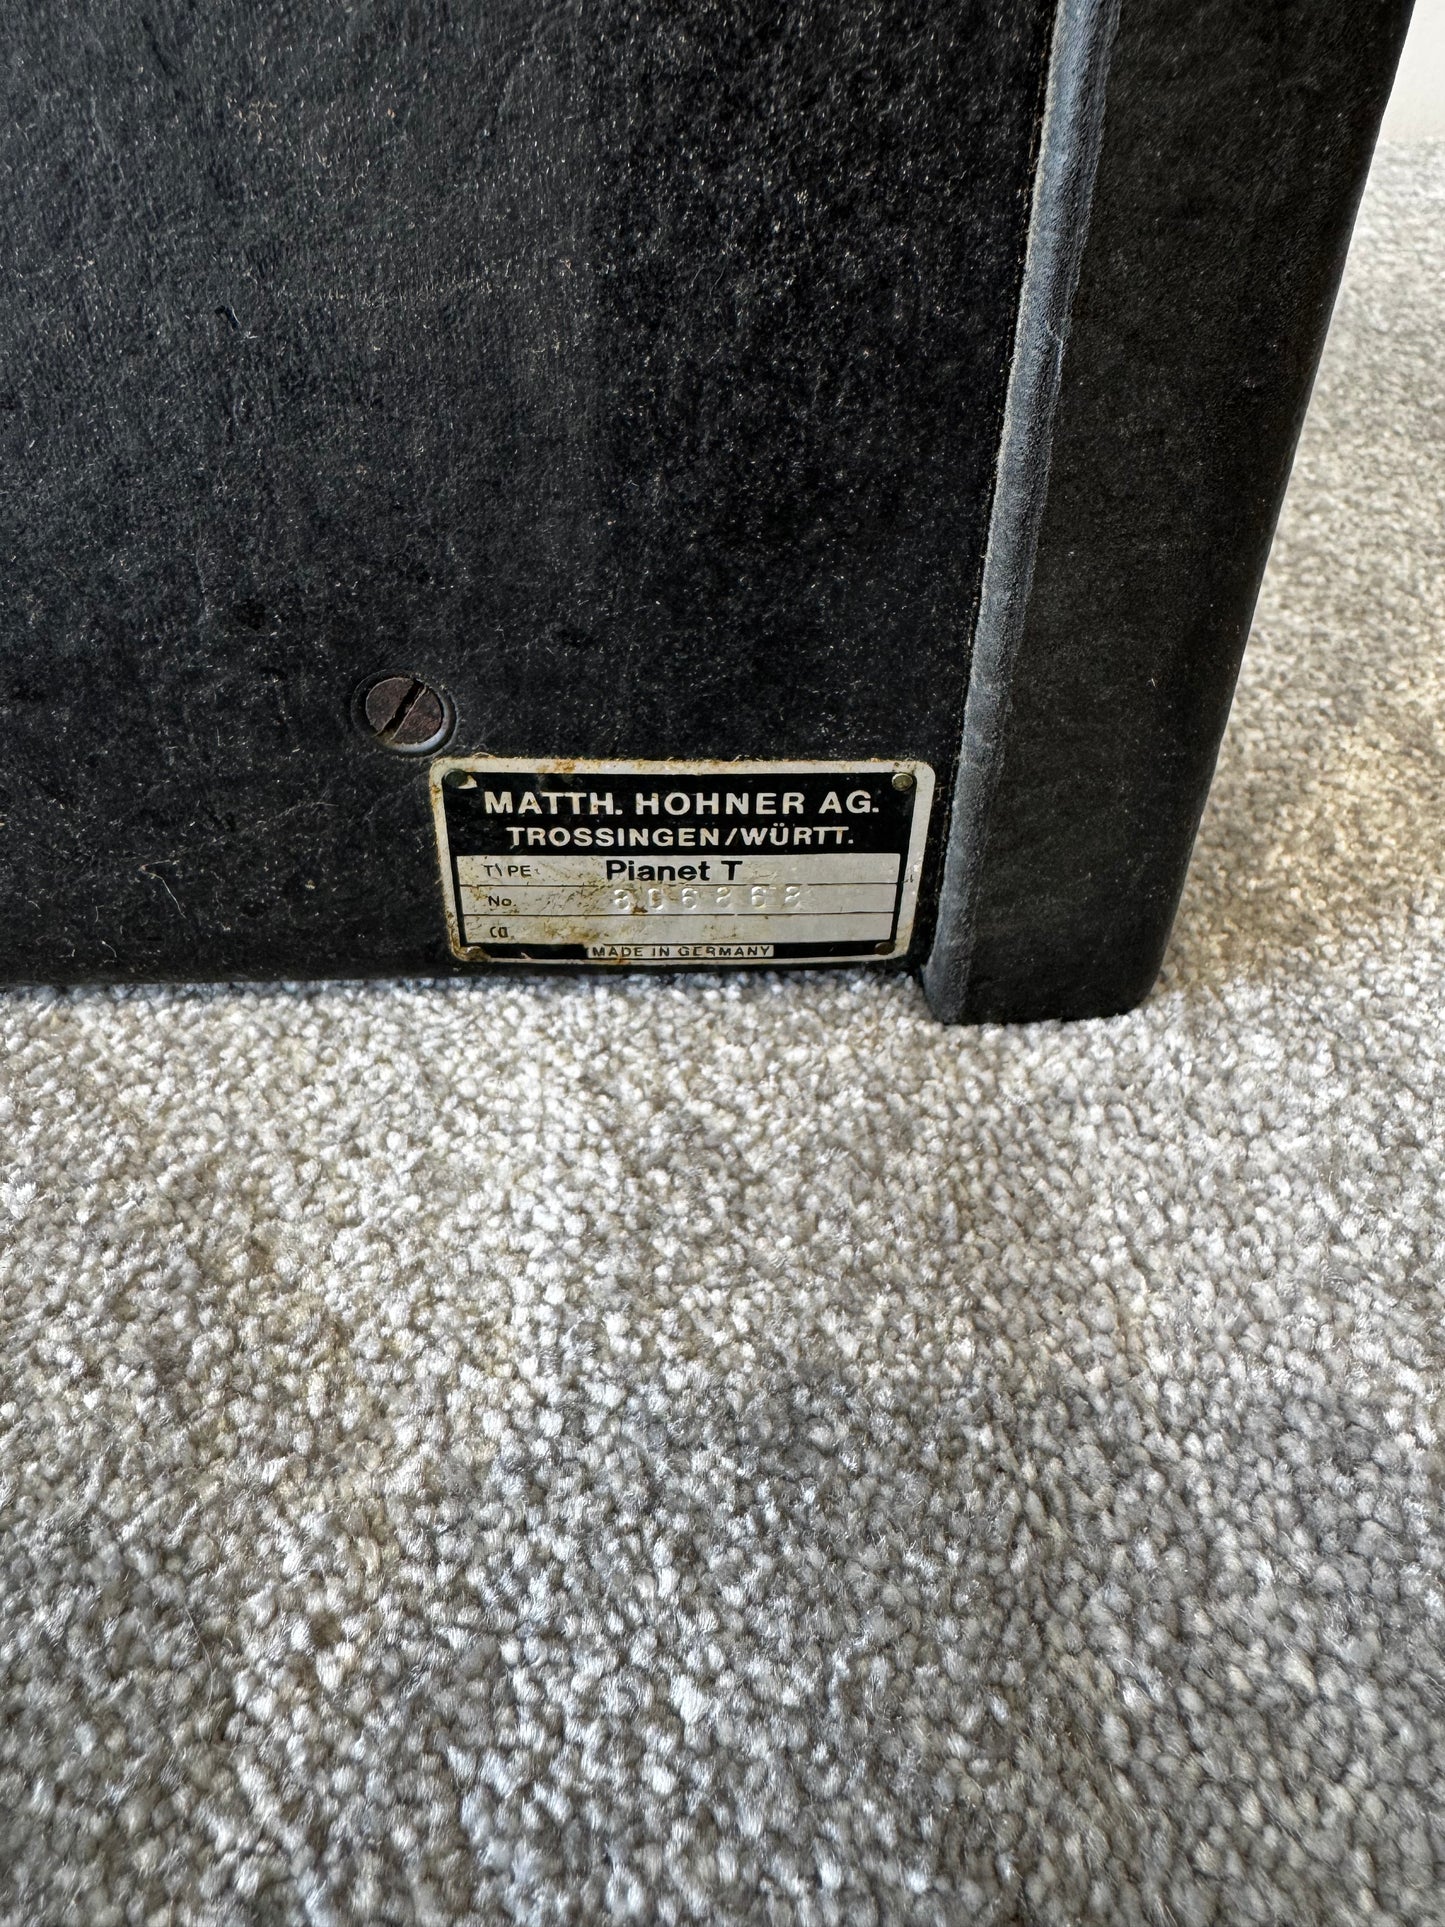 MATTH. HOHNER AG.
TROSSINGEN/WÜRTT.
TYPE Pianet T
No.
MADE IN GERMANY